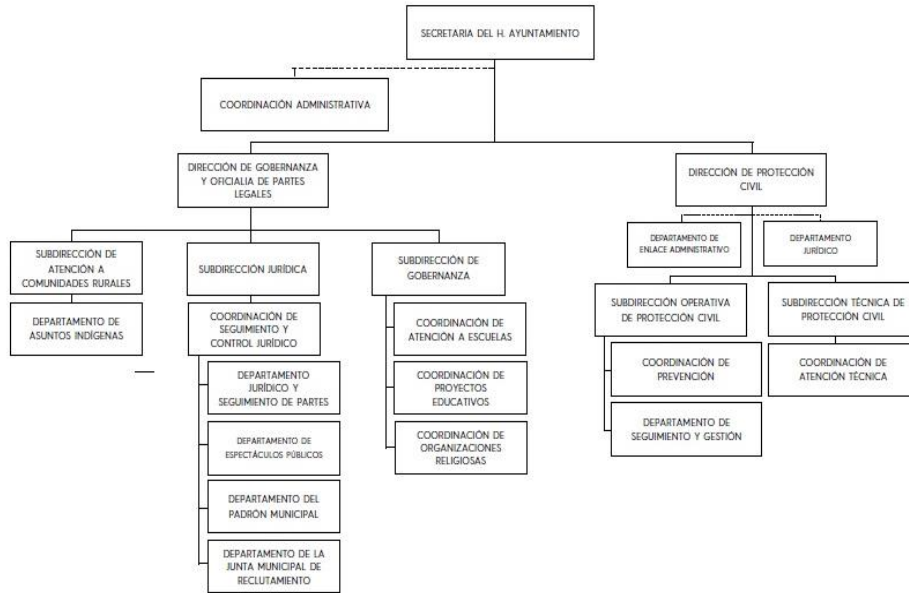 SECRETARIA DEL H. AYUNTAMIENTO
COORDINACIÓN ADMINISTRATIVA
DIRECCIÓN DE GOBERNANZA
Y OFICIALIA DE PARTES
LEGALES
DIRECCIÓN DE PROTECCIÓN
CIVIL
DEPARTAMENTO DE
ENLACE ADMINISTRATIVO
DEPARTAMENTO
JURÍDICO
SUBDIRECCIÓN DE
ATENCIÓN A
COMUNIDADES RURALES
SUBDIRECCIÓN JURÍDICA
SUBDIRECCIÓN DE
GOBERNANZA
SUBDIRECCIÓN OPERATIVA
DE PROTECCIÓN CIVIL
SUBDIRECCIÓN TÉCNICA DE
PROTECCIÓN CIVIL
DEPARTAMENTO DE
ASUNTOS INDÍGENAS
COORDINACIÓN DE
SEGUIMIENTO Y
CONTROL JURÍDICO
COORDINACIÓN DE
ATENCIÓN A ESCUELAS
COORDINACIÓN DE
PREVENCIÓN
COORDINACIÓN DE
ATENCIÓN TÉCNICA
DEPARTAMENTO
JURÍDICO Y
SEGUIMIENTO DE PARTES
COORDINACIÓN DE
PROYECTOS
EDUCATIVOS
DEPARTAMENTO DE
SEGUIMIENTO Y GESTIÓN
DEPARTAMENTO DE
ESPECTÁCULOS PÚBLICOS
COORDINACIÓN DE
ORGANIZACIONES
RELIGIOSAS
DEPARTAMENTO DEL
PADRÓN MUNICIPAL
DEPARTAMENTO DE LA
JUNTA MUNICIPAL DE
RECLUTAMIENTO